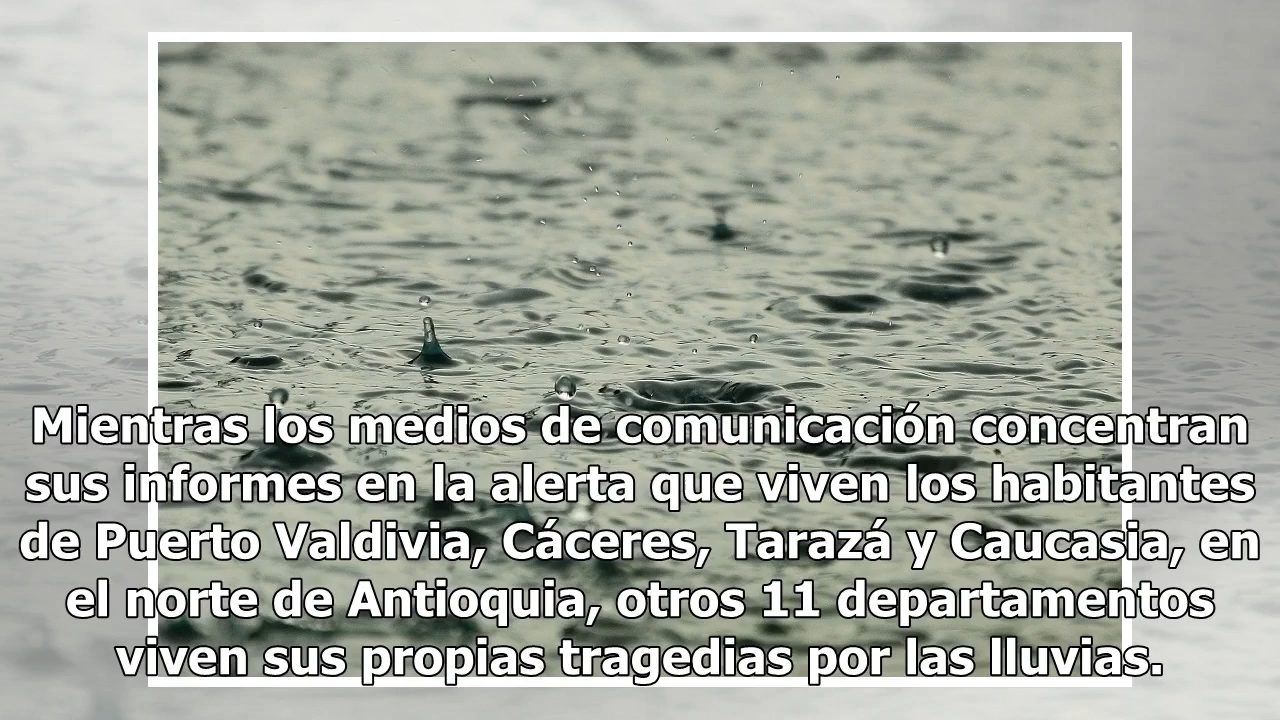 Mientras los medios de comunicación concentran
sus informes en la alerta que viven los habitantes
de Puerto Valdivia, Cáceres, Tarazá y Caucasia, en
el norte de Antioquia, otros 11 departamentos
viven sus propias tragedias por las lluvias.